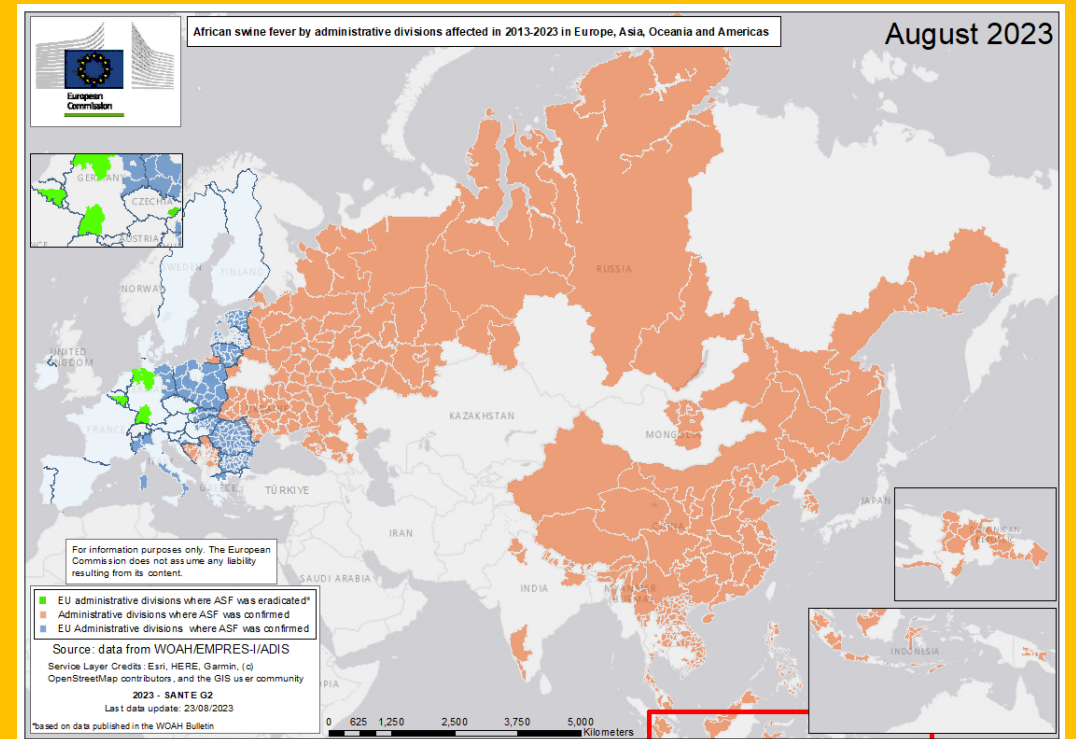 African swine fever by administrative divisions affected in 2013-2023 in Europe, Asia, Oceania and Americas
August 2023
European
Commission
GERMANY
CZECHIA
AUSTRIA
SWEDEN
FINLAND
NORWAY
RUSSIA
UNITED
KINGDOM
FRANCE
KAZAKHSTAN
MONGOLIA
GREECE
TÜRKIYE
CHINA
JAPAN
IRAN
SAUDI ARABIA
INDIA
MYANMAR
DOMINICAN
REPUBLIC
INDONESIA
For information purposes only. The European
Commission does not assume any liability
resulting from its content.
EU administrative divisions where ASF was eradicated*
Administrative divisions where ASF was confirmed
EU Administrative divisions where ASF was confirmed
Source: data from WOAH/EMPRES-I/ADIS
Service Layer Credits: Esri, HERE, Garmin, (c)
OpenStreetMap contributors, and the GIS user community
2023 - SANTE G2
Last data update: 23/08/2023
*based on data published in the WOAH Bulletin
0 625 1,250 2,500 3,750 5,000
Kilometers